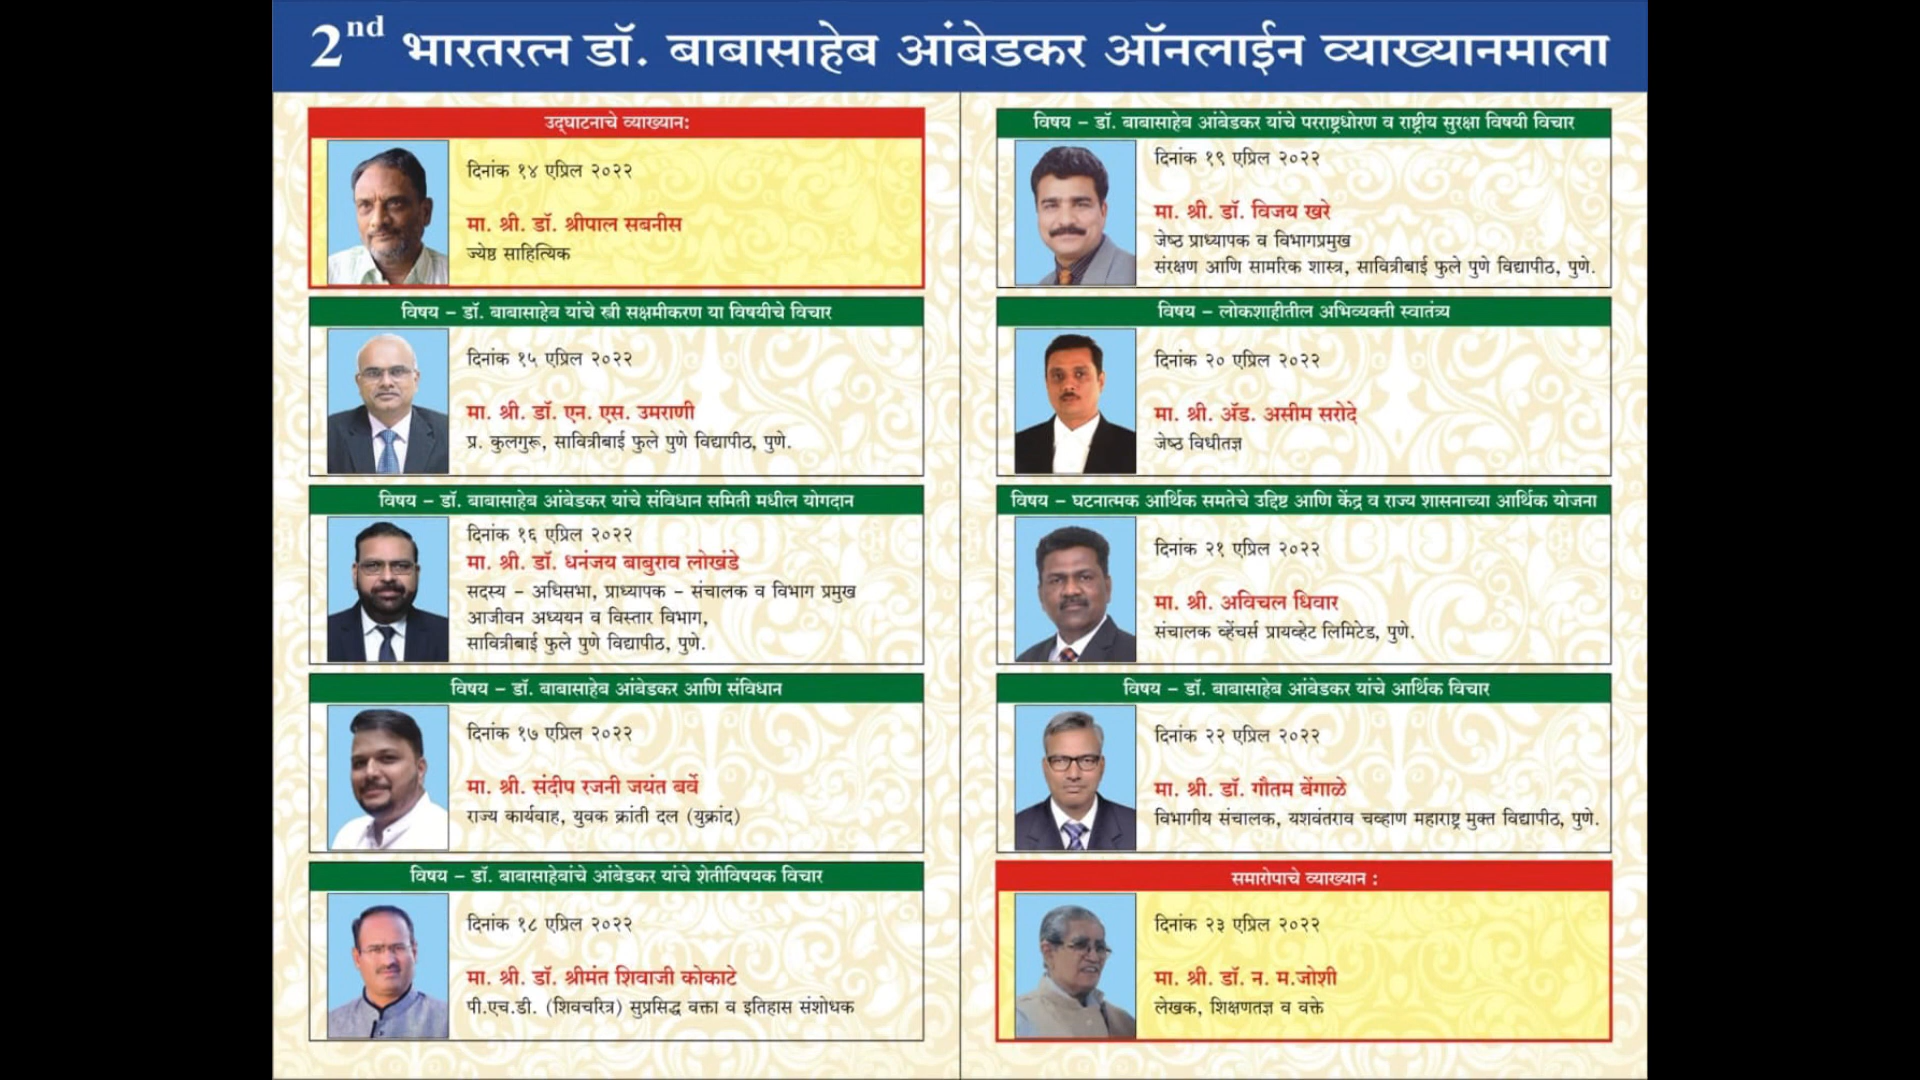 2nd भारतरत्न डॉ. बाबासाहेब आंबेडकर ऑनलाईन व्याख्यानमाला
उद्‌घाटनाचे व्याख्यान:
दिनांक १४ एप्रिल २०२२
मा. श्री. डॉ. श्रीपाल सबनीस
ज्येष्ठ साहित्यिक
विषय – डॉ. बाबासाहेब यांचे स्त्री सक्षमीकरण या विषयीचे विचार
दिनांक १५ एप्रिल २०२२
मा. श्री. डॉ. एन. एस. उमराणी
प्र. कुलगुरू, सावित्रीबाई फुले पुणे विद्यापीठ, पुणे.
विषय – डॉ. बाबासाहेब आंबेडकर यांचे संविधान समिती मधील योगदान
दिनांक १६ एप्रिल २०२२
मा. श्री. डॉ. धनंजय बाबुराव लोखंडे
सदस्य – अधिसभा, प्राध्यापक – संचालक व विभाग प्रमुख
आजीवन अध्ययन व विस्तार विभाग,
सावित्रीबाई फुले पुणे विद्यापीठ, पुणे.
विषय – डॉ. बाबासाहेब आंबेडकर आणि संविधान
दिनांक १७ एप्रिल २०२२
मा. श्री. संदीप रजनी जयंत बर्वे
राज्य कार्यवाह, युवक क्रांती दल (युक्रांद)
विषय – डॉ. बाबासाहेबांचे आंबेडकर यांचे शेतीविषयक विचार
दिनांक १८ एप्रिल २०२२
मा. श्री. डॉ. श्रीमंत शिवाजी कोकाटे
पी.एच.डी. (शिवचरित्र) सुप्रसिद्ध वक्ता व इतिहास संशोधक
विषय – डॉ. बाबासाहेब आंबेडकर यांचे परराष्ट्रधोरण व राष्ट्रीय सुरक्षा विषयी विचार
दिनांक १९ एप्रिल २०२२
मा. श्री. डॉ. विजय खरे
जेष्ठ प्राध्यापक व विभागप्रमुख
संरक्षण आणि सामरिक शास्त्र, सावित्रीबाई फुले पुणे विद्यापीठ, पुणे.
विषय – लोकशाहीतील अभिव्यक्ती स्वातंत्र्य
दिनांक २० एप्रिल २०२२
मा. श्री. ॲड. असीम सरोदे
जेष्ठ विधीतज्ञ
विषय – घटनात्मक आर्थिक समतेचे उद्दिष्ट आणि केंद्र व राज्य शासनाच्या आर्थिक योजना
दिनांक २१ एप्रिल २०२२
मा. श्री. अविचल धिवार
संचालक व्हेंचर्स प्रायव्हेट लिमिटेड, पुणे.
विषय – डॉ. बाबासाहेब आंबेडकर यांचे आर्थिक विचार
दिनांक २२ एप्रिल २०२२
मा. श्री. डॉ. गौतम बेंगाळे
विभागीय संचालक, यशवंतराव चव्हाण महाराष्ट्र मुक्त विद्यापीठ, पुणे.
समारोपाचे व्याख्यान :
दिनांक २३ एप्रिल २०२२
मा. श्री. डॉ. न. म.जोशी
लेखक, शिक्षणतज्ञ व वक्ते